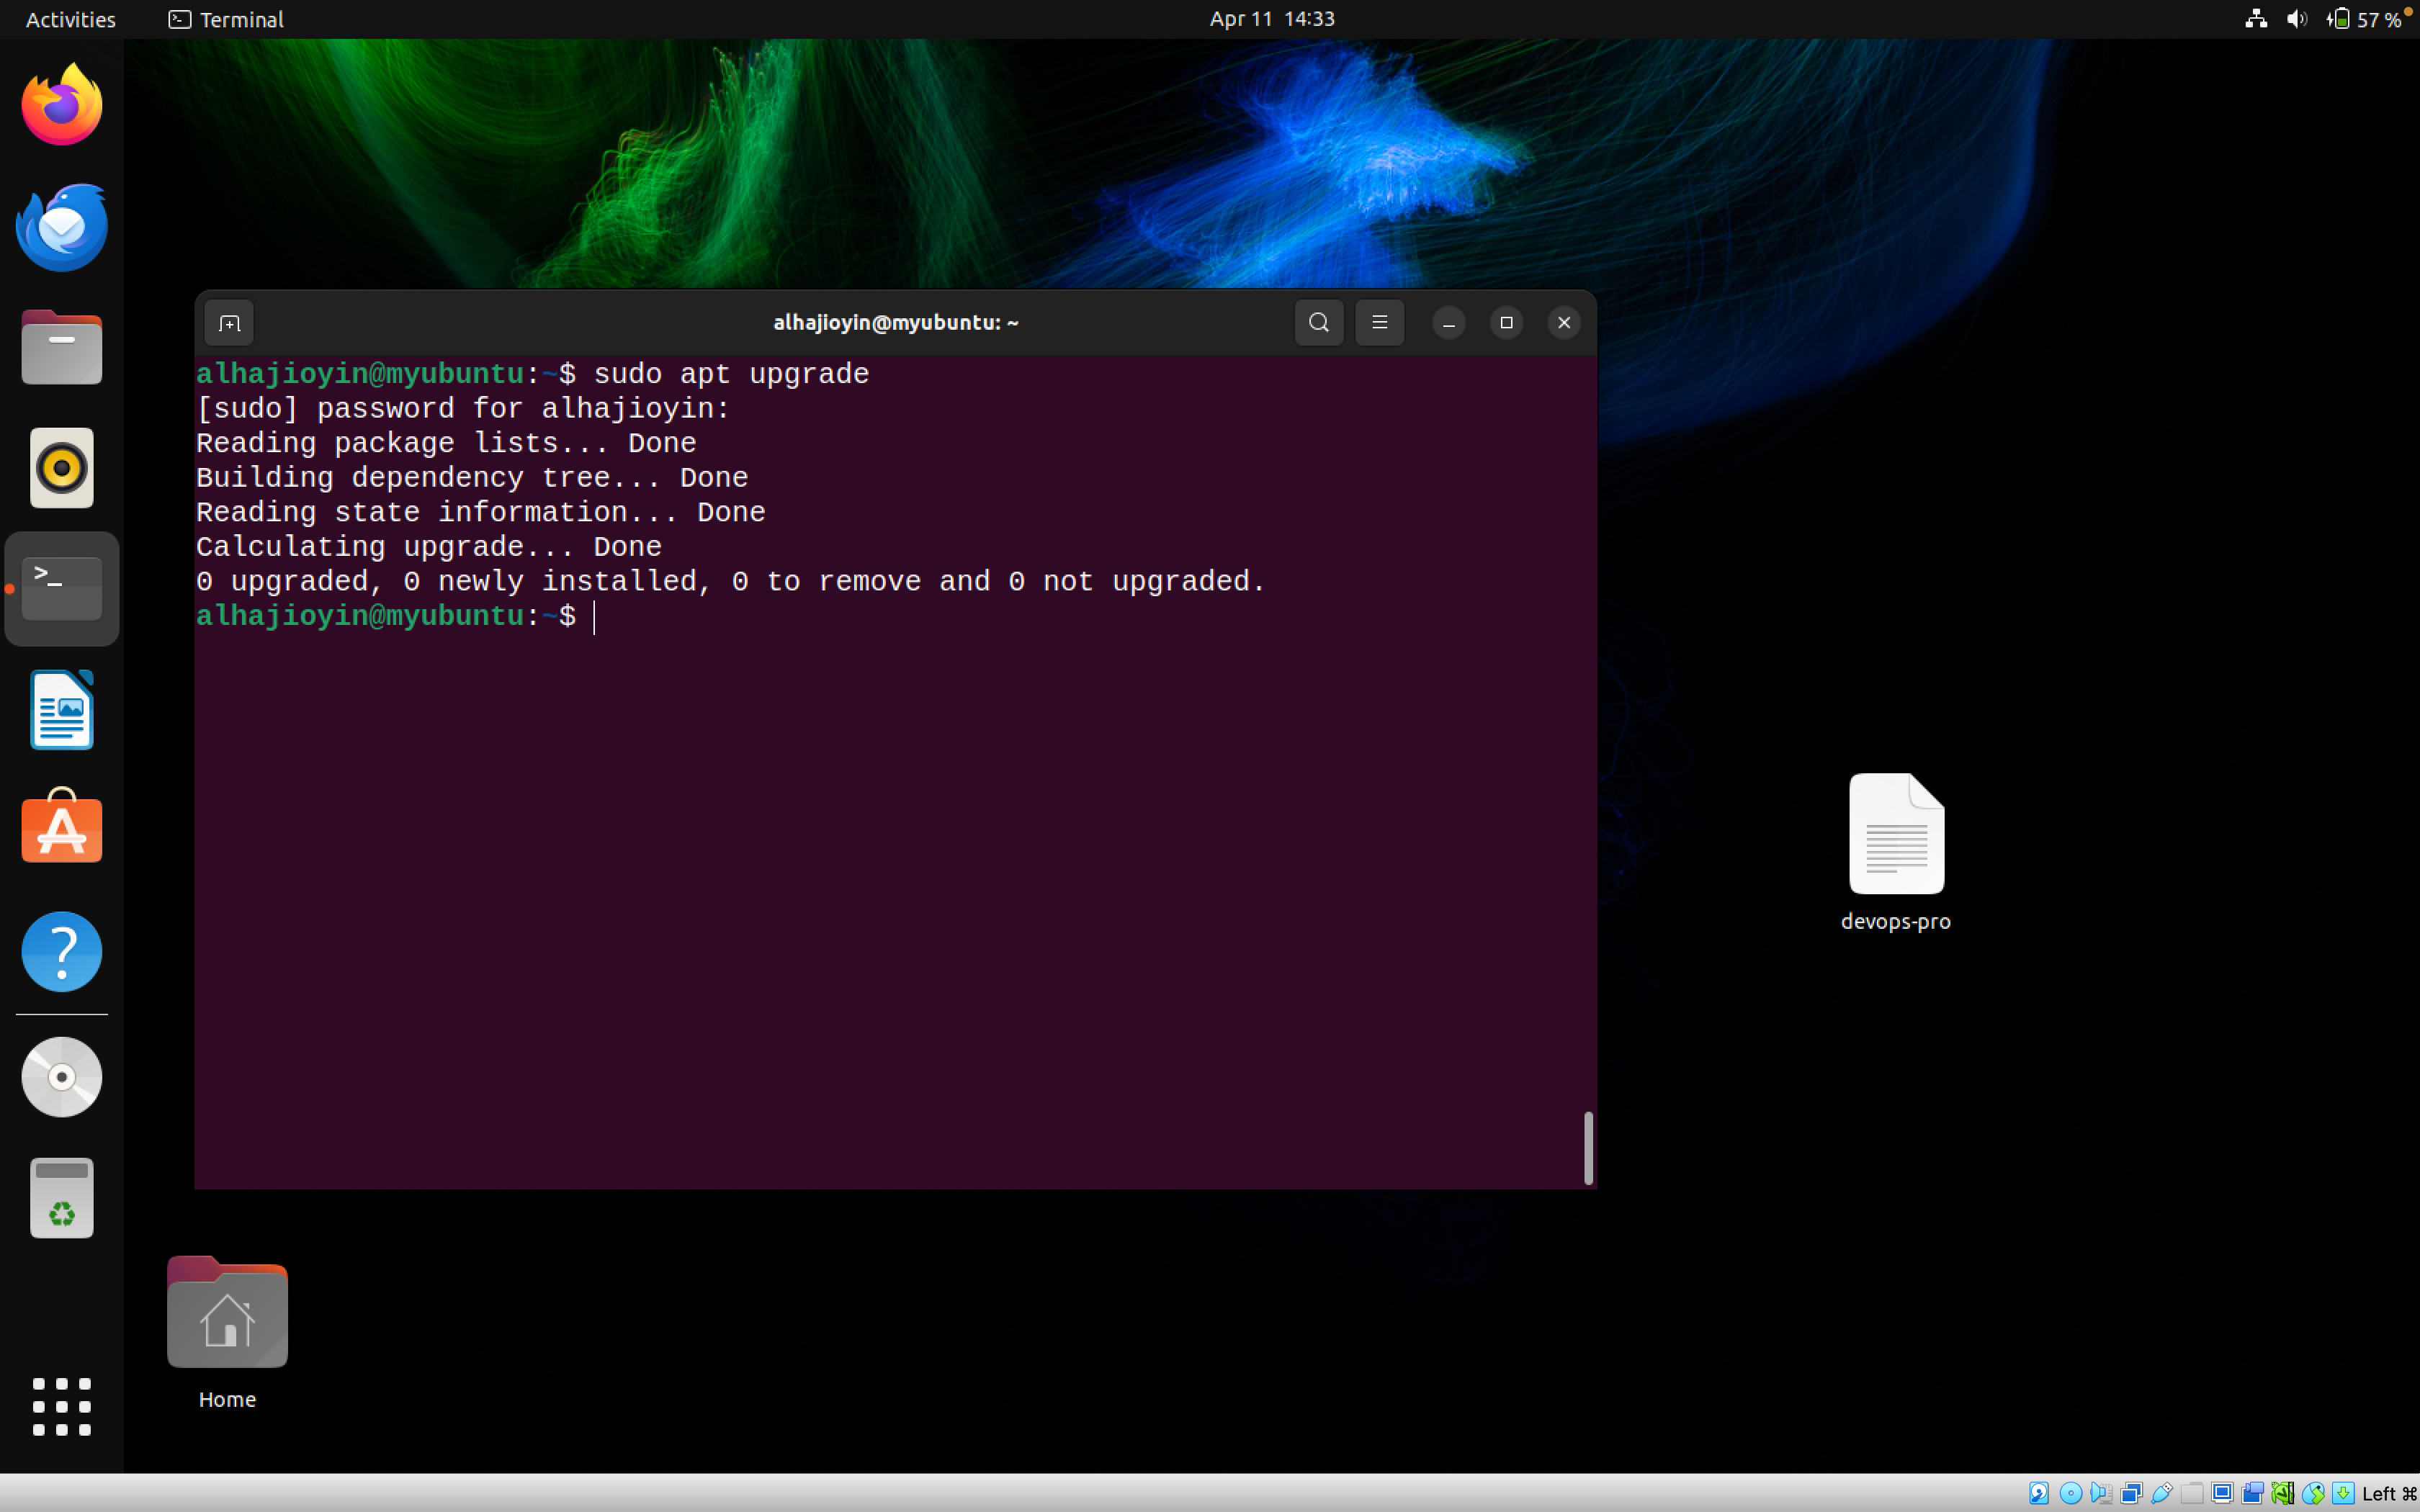 Activities Terminal Apr 11 14:33 57 %
alhajioyin@myubuntu: ~
alhajioyin@myubuntu:~$ sudo apt upgrade
[sudo] password for alhajioyin:
Reading package lists... Done
Building dependency tree... Done
Reading state information... Done
Calculating upgrade... Done
0 upgraded, 0 newly installed, 0 to remove and 0 not upgraded.
alhajioyin@myubuntu:~$
devops-pro
Home
Left ⌘